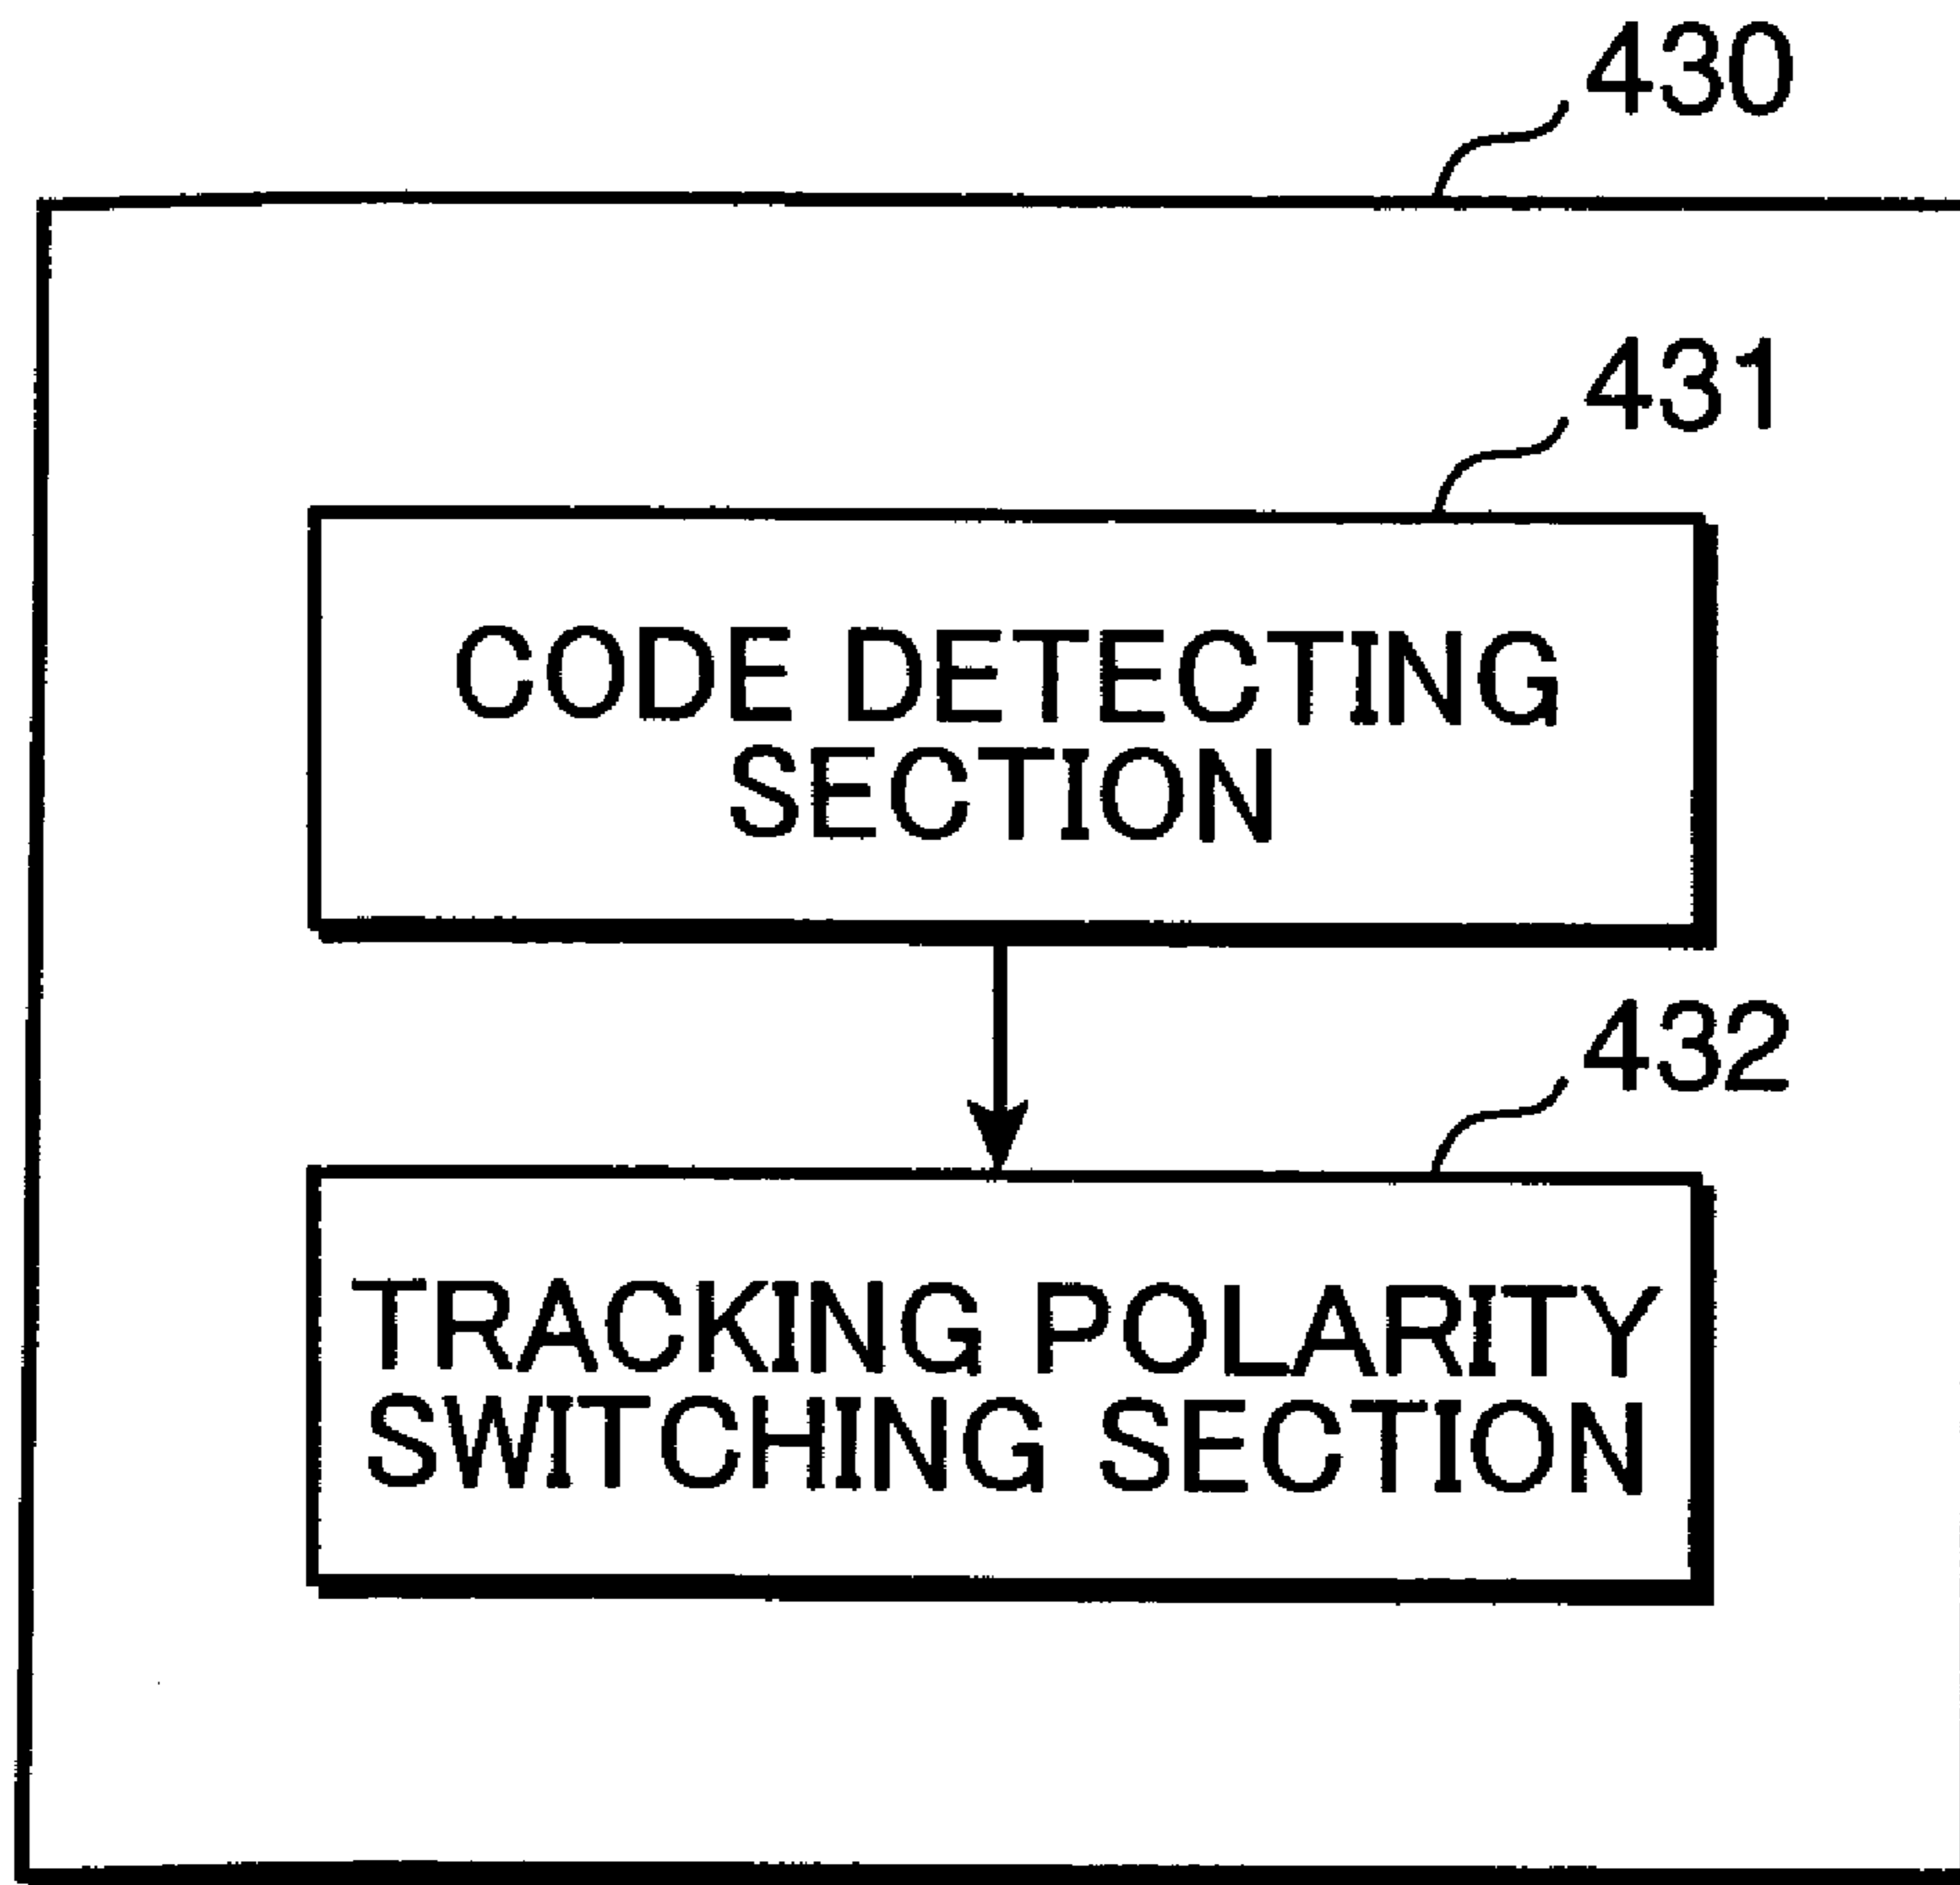 430
431
CODE DETECTING
SECTION
432
TRACKING POLARITY
SWITCHING SECTION